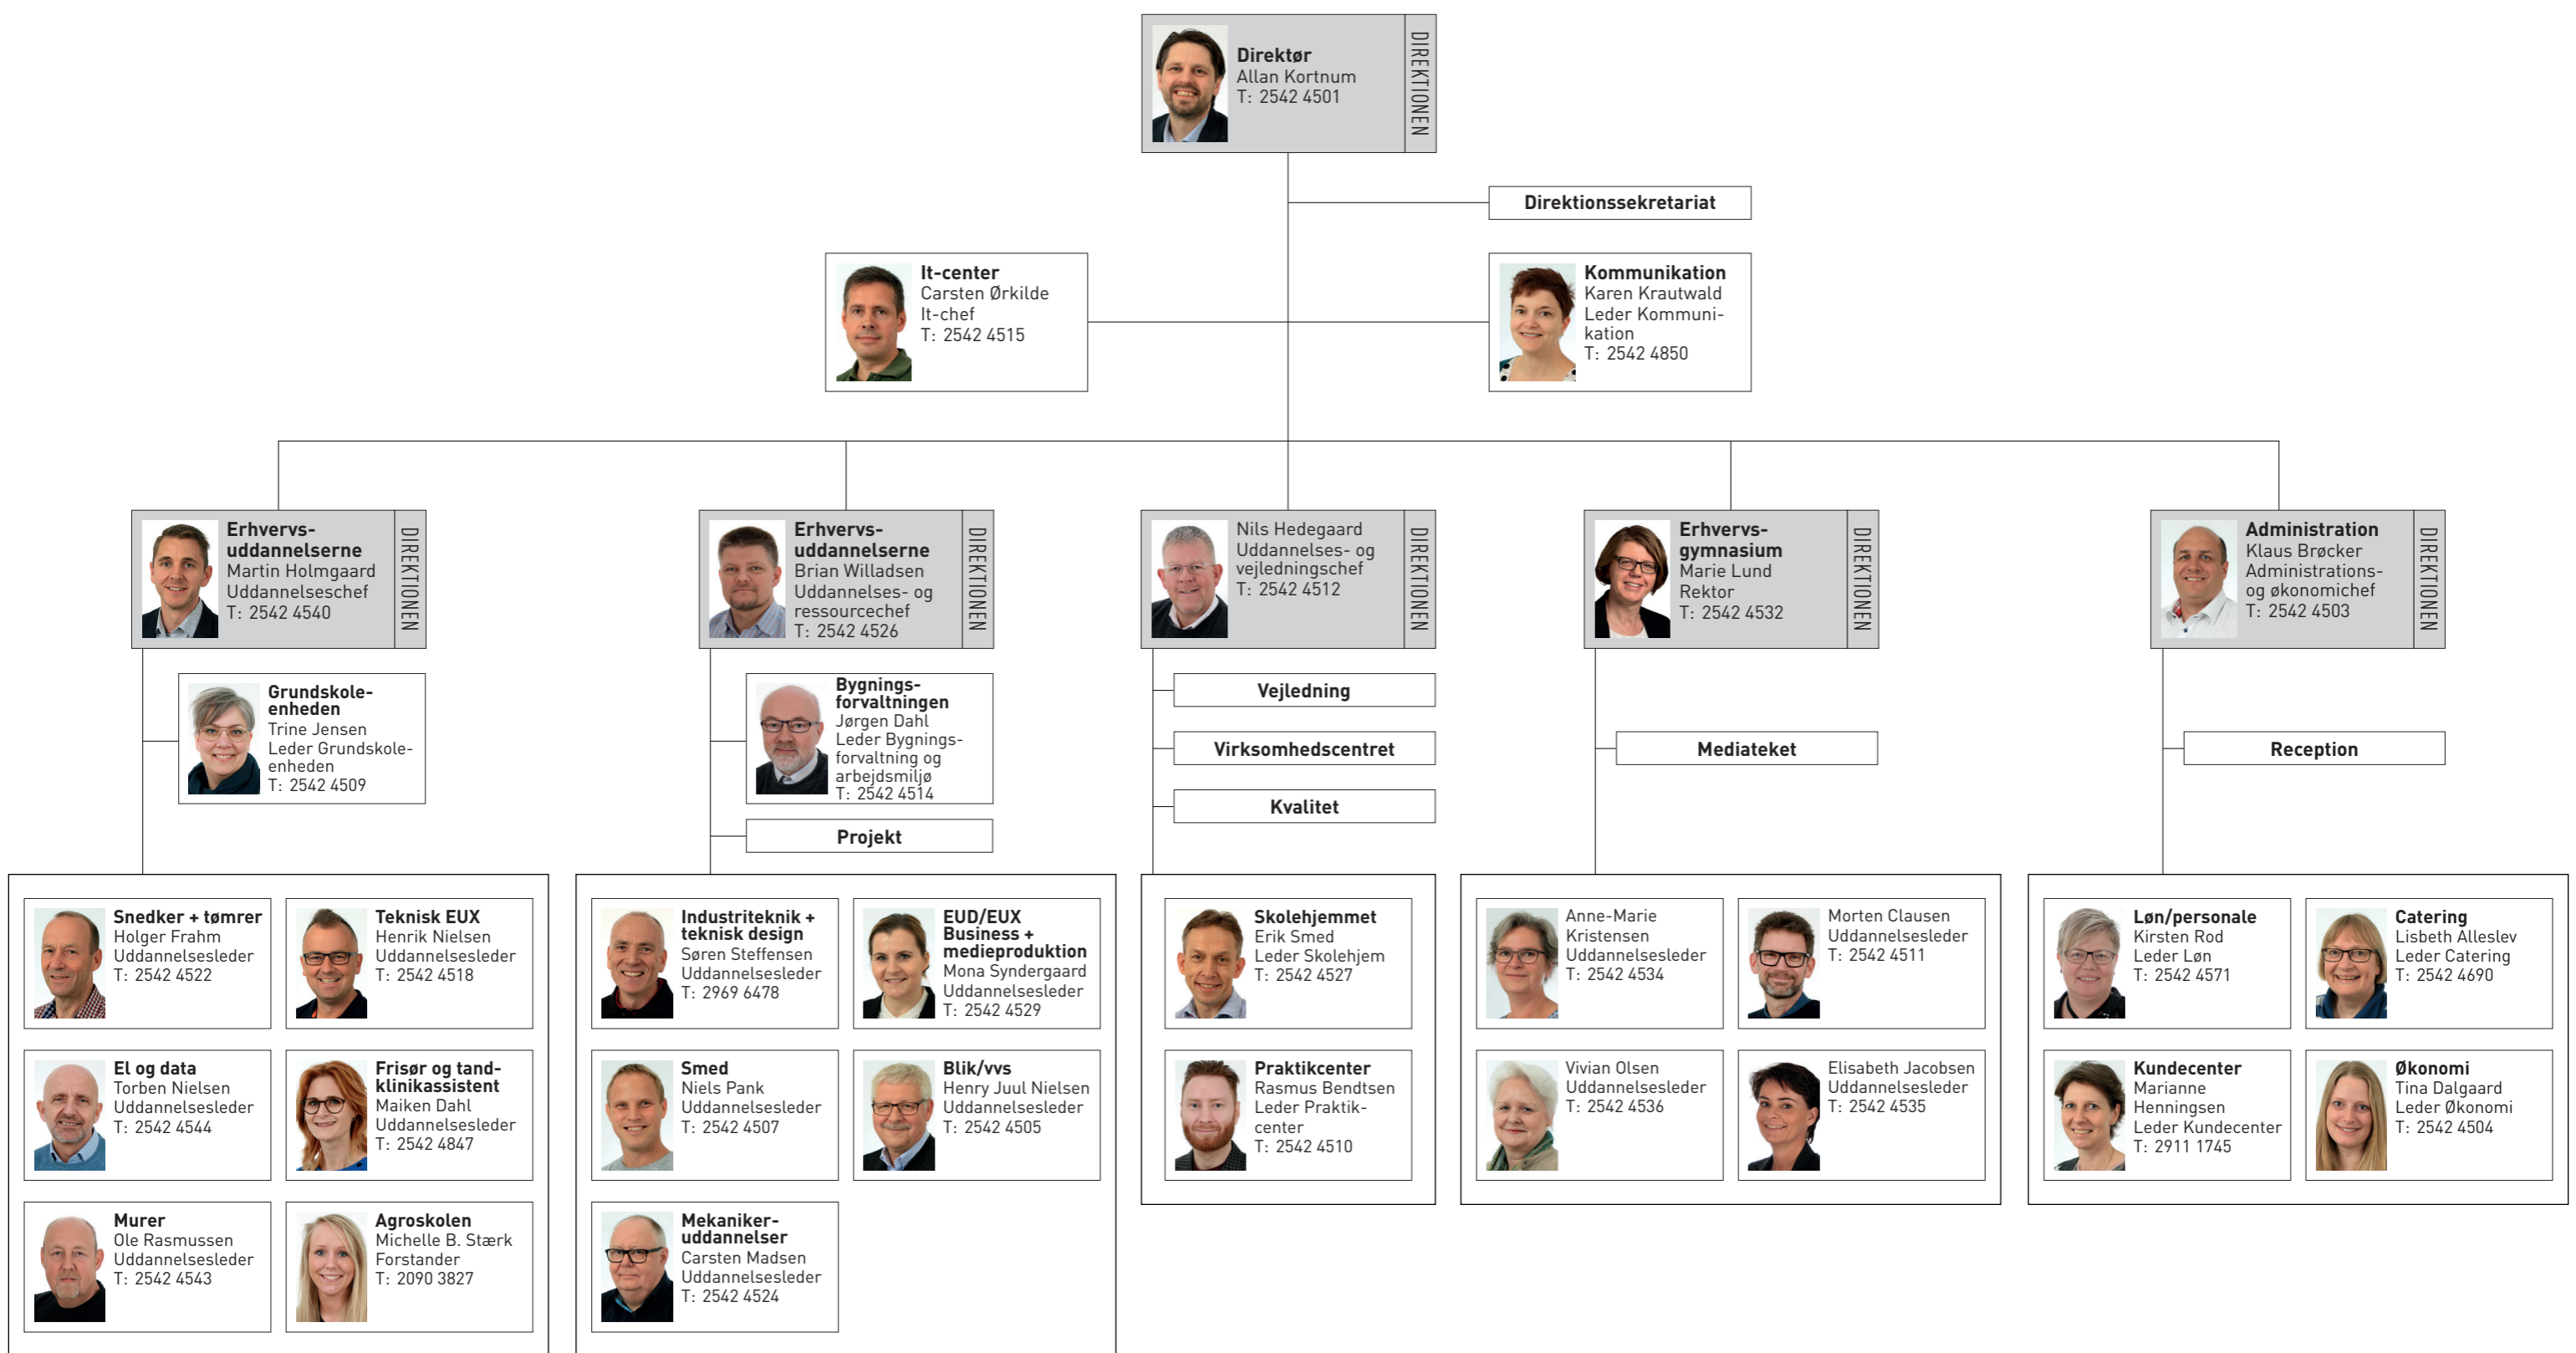 Direktør
Allan Kortnum
T: 2542 4501
DIREKTIONEN
Direktionssekretariat
It-center
Carsten Ørkilde
It-chef
T: 2542 4515
Kommunikation
Karen Krautwald
Leder Kommuni-
kation
T: 2542 4850
Erhvervs-
uddannelserne
Martin Holmgaard
Uddannelseschef
T: 2542 4540
DIREKTIONEN
Erhvervs-
uddannelserne
Brian Willadsen
Uddannelses- og
ressourcechef
T: 2542 4526
DIREKTIONEN
Nils Hedegaard
Uddannelses- og
vejledningschef
T: 2542 4512
DIREKTIONEN
Erhvervs-
gymnasium
Marie Lund
Rektor
T: 2542 4532
DIREKTIONEN
Administration
Klaus Brøcker
Administrations-
og økonomichef
T: 2542 4503
DIREKTIONEN
Grundskole-
enheden
Trine Jensen
Leder Grundskole-
enheden
T: 2542 4509
Bygnings-
forvaltningen
Jørgen Dahl
Leder Bygnings-
forvaltning og
arbejdsmiljø
T: 2542 4514
Projekt
Vejledning
Virksomhedscentret
Kvalitet
Mediateket
Reception
Snedker + tømrer
Holger Frahm
Uddannelsesleder
T: 2542 4522
Teknisk EUX
Henrik Nielsen
Uddannelsesleder
T: 2542 4518
El og data
Torben Nielsen
Uddannelsesleder
T: 2542 4544
Frisør og tand-
klinikassistent
Maiken Dahl
Uddannelsesleder
T: 2542 4847
Murer
Ole Rasmussen
Uddannelsesleder
T: 2542 4543
Agroskolen
Michelle B. Stærk
Forstander
T: 2090 3827
Industriteknik +
teknisk design
Søren Steffensen
Uddannelsesleder
T: 2969 6478
EUD/EUX
Business +
medieproduktion
Mona Syndergaard
Uddannelsesleder
T: 2542 4529
Smed
Niels Pank
Uddannelsesleder
T: 2542 4507
Blik/vvs
Henry Juul Nielsen
Uddannelsesleder
T: 2542 4505
Mekaniker-
uddannelser
Carsten Madsen
Uddannelsesleder
T: 2542 4524
Skolehjemmet
Erik Smed
Leder Skolehjem
T: 2542 4527
Praktikcenter
Rasmus Bendtsen
Leder Praktik-
center
T: 2542 4510
Anne-Marie
Kristensen
Uddannelsesleder
T: 2542 4534
Morten Clausen
Uddannelsesleder
T: 2542 4511
Vivian Olsen
Uddannelsesleder
T: 2542 4536
Elisabeth Jacobsen
Uddannelsesleder
T: 2542 4535
Løn/personale
Kirsten Rod
Leder Løn
T: 2542 4571
Catering
Lisbeth Alleslev
Leder Catering
T: 2542 4690
Kundecenter
Marianne
Henningsen
Leder Kundecenter
T: 2911 1745
Økonomi
Tina Dalgaard
Leder Økonomi
T: 2542 4504